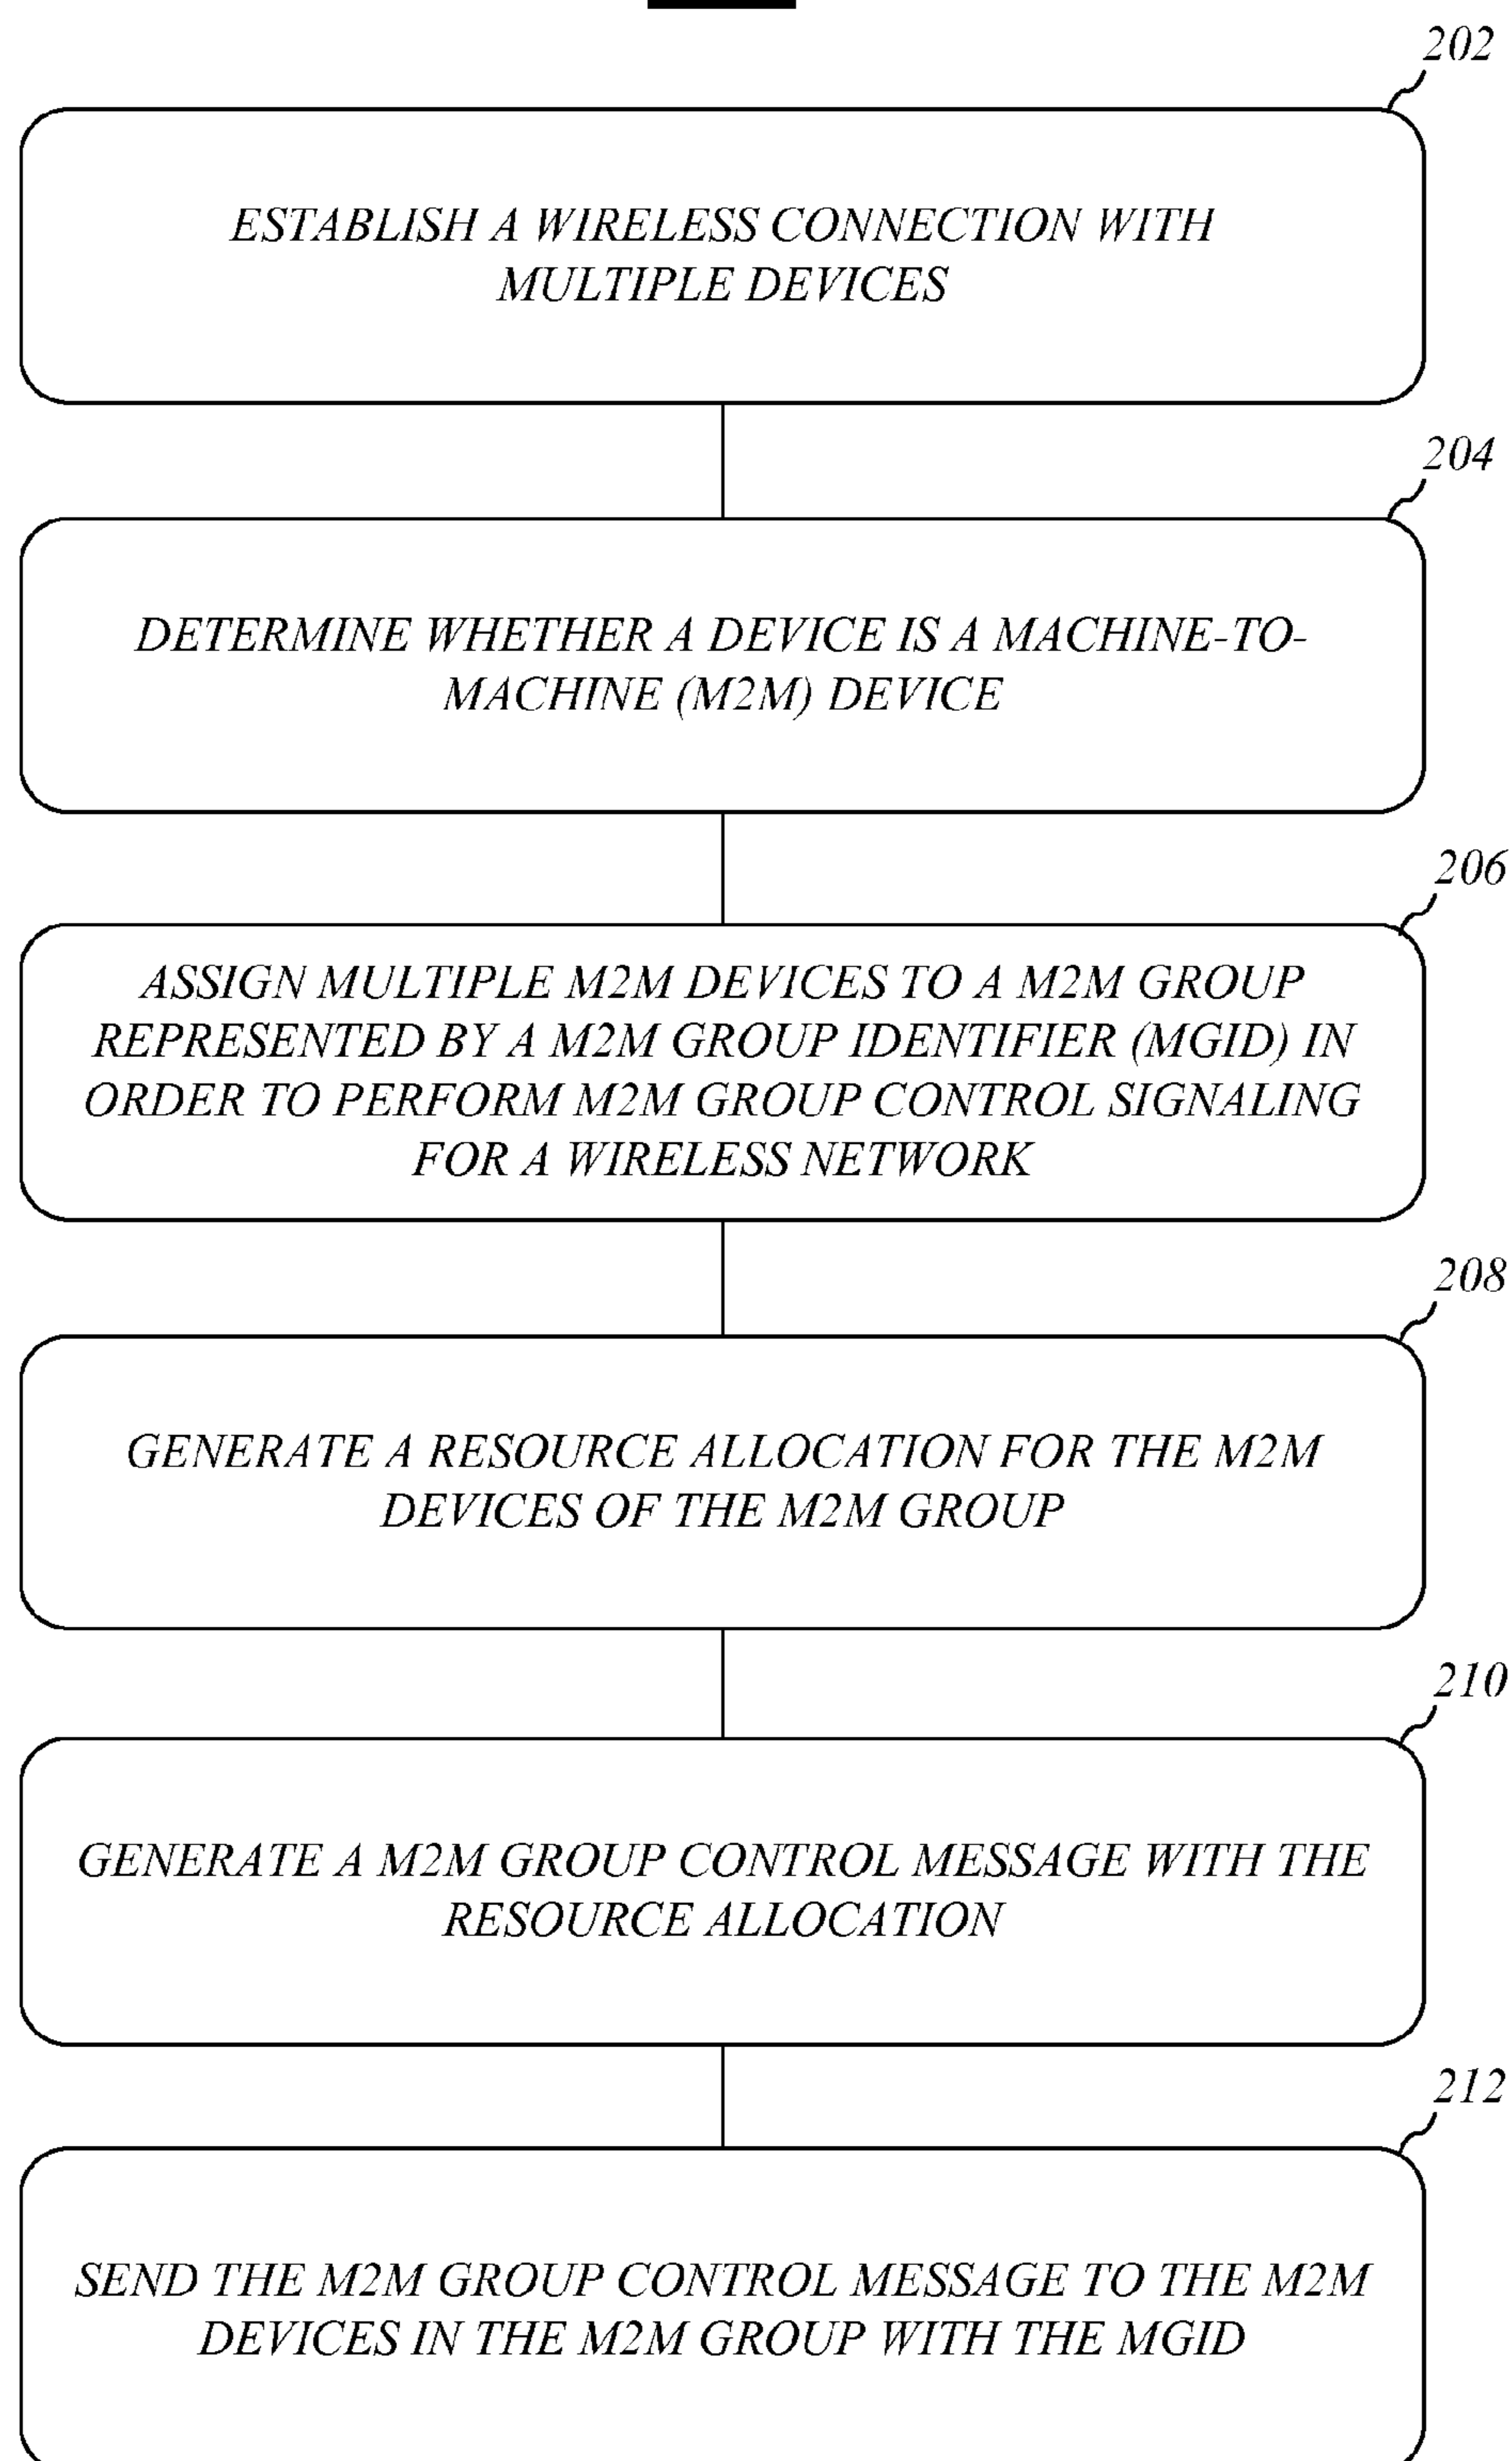 202
ESTABLISH A WIRELESS CONNECTION WITH
MULTIPLE DEVICES
204
DETERMINE WHETHER A DEVICE IS A MACHINE-TO-
MACHINE (M2M) DEVICE
206
ASSIGN MULTIPLE M2M DEVICES TO A M2M GROUP
REPRESENTED BY A M2M GROUP IDENTIFIER (MGID) IN
ORDER TO PERFORM M2M GROUP CONTROL SIGNALING
FOR A WIRELESS NETWORK
208
GENERATE A RESOURCE ALLOCATION FOR THE M2M
DEVICES OF THE M2M GROUP
210
GENERATE A M2M GROUP CONTROL MESSAGE WITH THE
RESOURCE ALLOCATION
212
SEND THE M2M GROUP CONTROL MESSAGE TO THE M2M
DEVICES IN THE M2M GROUP WITH THE MGID